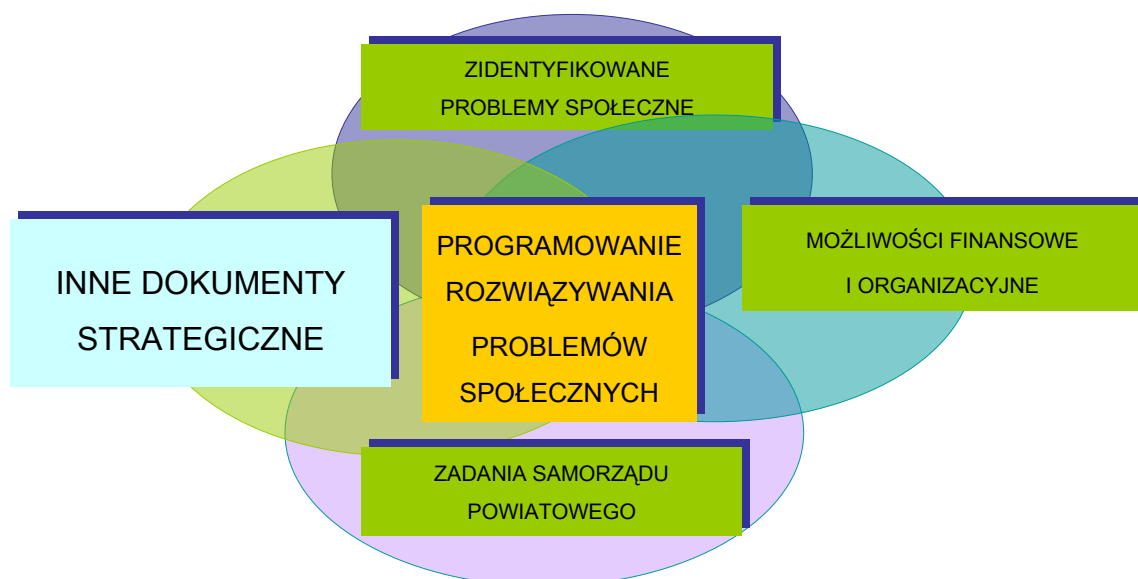 ZIDENTYFIKOWANE
PROBLEMY SPOŁECZNE
INNE DOKUMENTY
STRATEGICZNE
PROGRAMOWANIE
ROZWIĄZYWANIA
PROBLEMÓW
SPOŁECZNYCH
MOŻLIWOŚCI FINANSOWE
I ORGANIZACYJNE
ZADANIA SAMORZĄDU
POWIATOWEGO